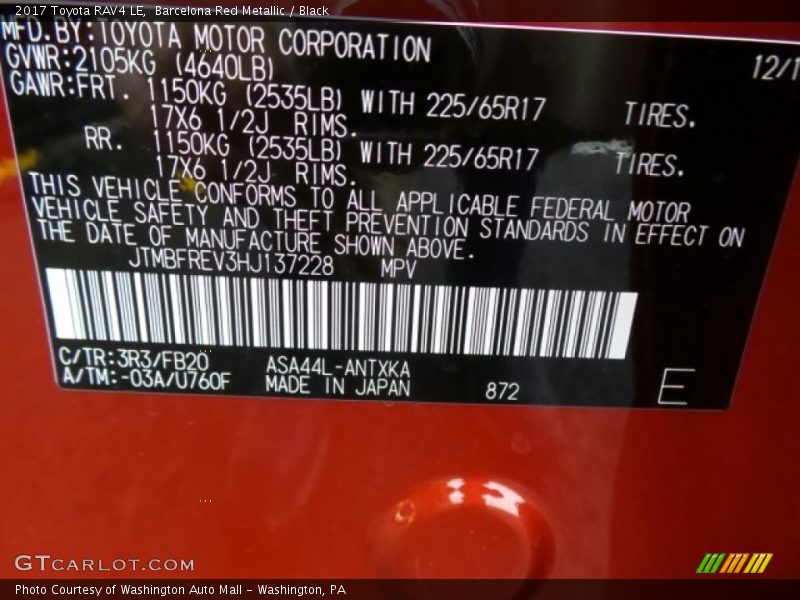 2017 Toyota RAV4 LE, Barcelona Red Metallic / Black
MFD.BY:TOYOTA MOTOR CORPORATION
12/1
GVWR:2105KG (4640LB)
GAWR:FRT. 1150KG (2535LB) WITH 225/65R17 TIRES.
17X6 1/2J RIMS.
RR. 1150KG (2535LB) WITH 225/65R17 TIRES.
17X6 1/2J RIMS.
THIS VEHICLE CONFORMS TO ALL APPLICABLE FEDERAL MOTOR
VEHICLE SAFETY AND THEFT PREVENTION STANDARDS IN EFFECT ON
THE DATE OF MANUFACTURE SHOWN ABOVE.
JTMBFREV3HJ137228 MPV
C/TR:3R3/FB20 ASA44L-ANTXKA
A/TM:-03A/U760F MADE IN JAPAN 872 E
GTCARLOT.COM
Photo Courtesy of Washington Auto Mall - Washington, PA